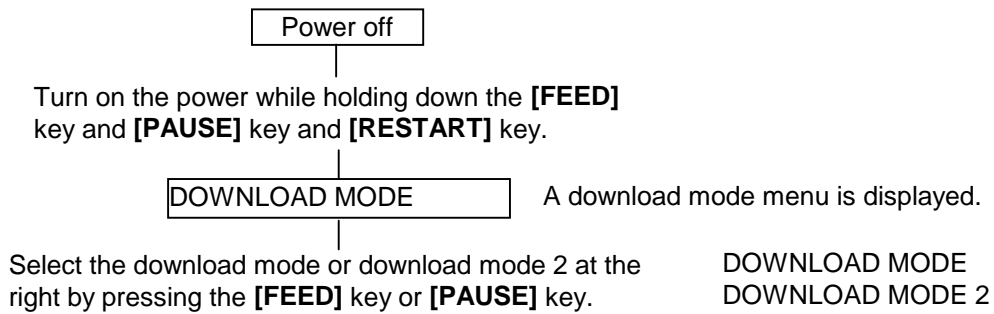 Power off
Turn on the power while holding down the [FEED]
key and [PAUSE] key and [RESTART] key.
DOWNLOAD MODE
A download mode menu is displayed.
Select the download mode or download mode 2 at the
right by pressing the [FEED] key or [PAUSE] key.
DOWNLOAD MODE
DOWNLOAD MODE 2